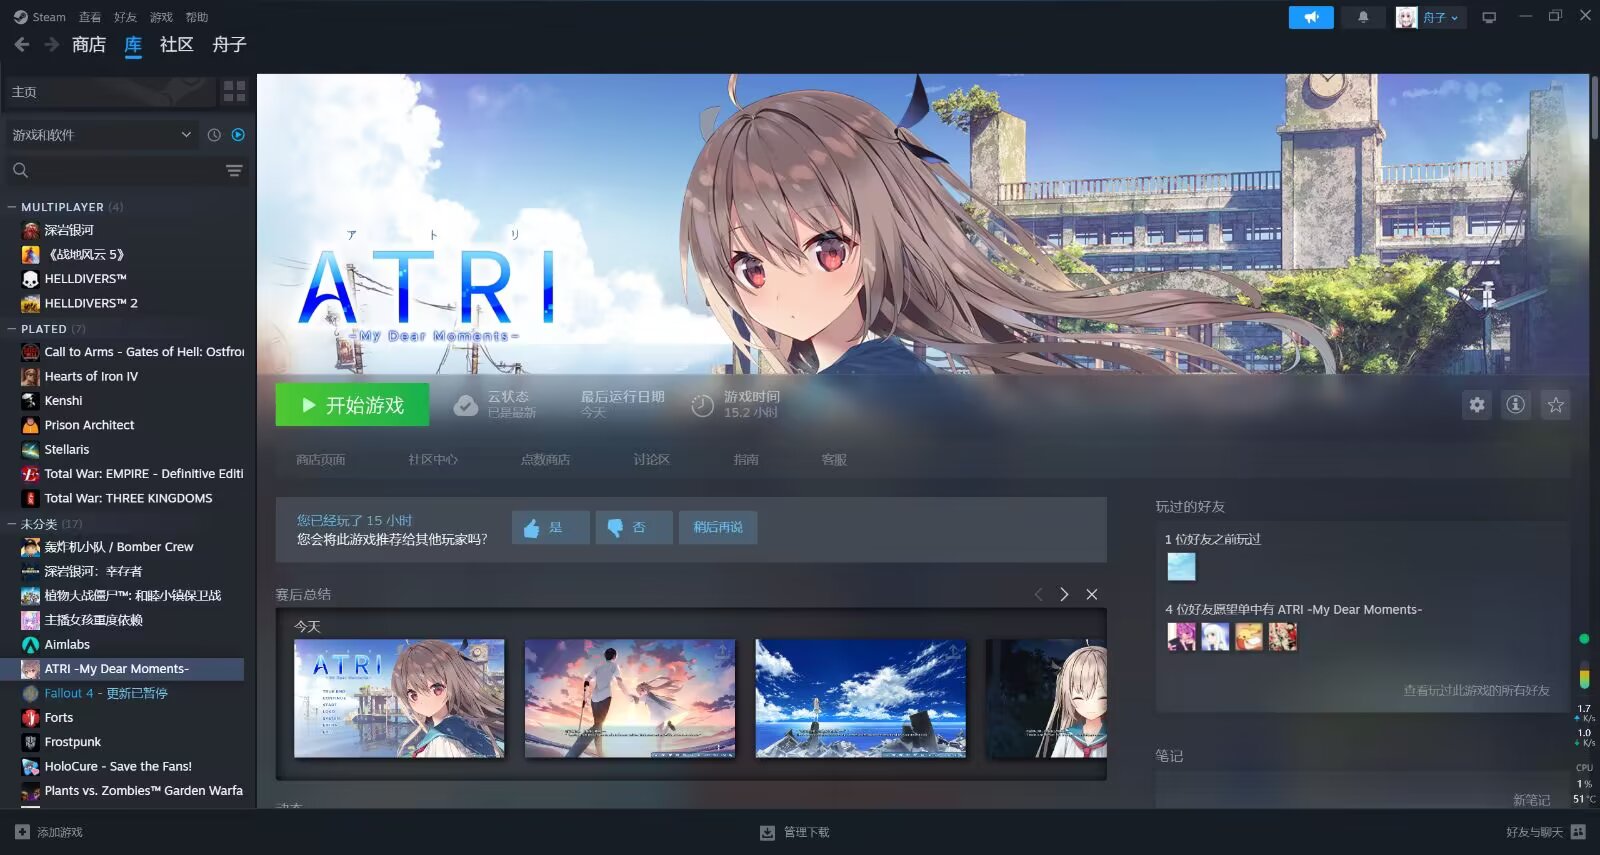 Steam 查看 好友 游戏 帮助
舟子
商店 库 社区 舟子
主页
游戏和软件
MULTIPLAYER (4)
深岩银河
《战地风云 5》
HELLDIVERS™
HELLDIVERS™ 2
PLATED (7)
Call to Arms - Gates of Hell: Ostfror
Hearts of Iron IV
Kenshi
Prison Architect
Stellaris
Total War: EMPIRE - Definitive Editi
Total War: THREE KINGDOMS
未分类 (17)
轰炸机小队 / Bomber Crew
深岩银河：幸存者
植物大战僵尸™: 和睦小镇保卫战
主播女孩重度依赖
Aimlabs
ATRI -My Dear Moments-
Fallout 4 - 更新已暂停
Forts
Frostpunk
HoloCure - Save the Fans!
Plants vs. Zombies™ Garden Warfa
添加游戏
アトリ
ATRI
-My Dear Moments-
开始游戏
云状态
已是最新
最后运行日期
今天
游戏时间
15.2 小时
商店页面 社区中心 点数商店 讨论区 指南 客服
您已经玩了 15 小时
您会将此游戏推荐给其他玩家吗?
是 否 稍后再说
赛后总结
今天
ATRI
动态
玩过的好友
1 位好友之前玩过
4 位好友愿望单中有 ATRI -My Dear Moments-
查看玩过此游戏的所有好友
笔记
新笔记
1.7
K/s
1.0
K/s
CPU
1 %
51 °C
管理下载
好友与聊天